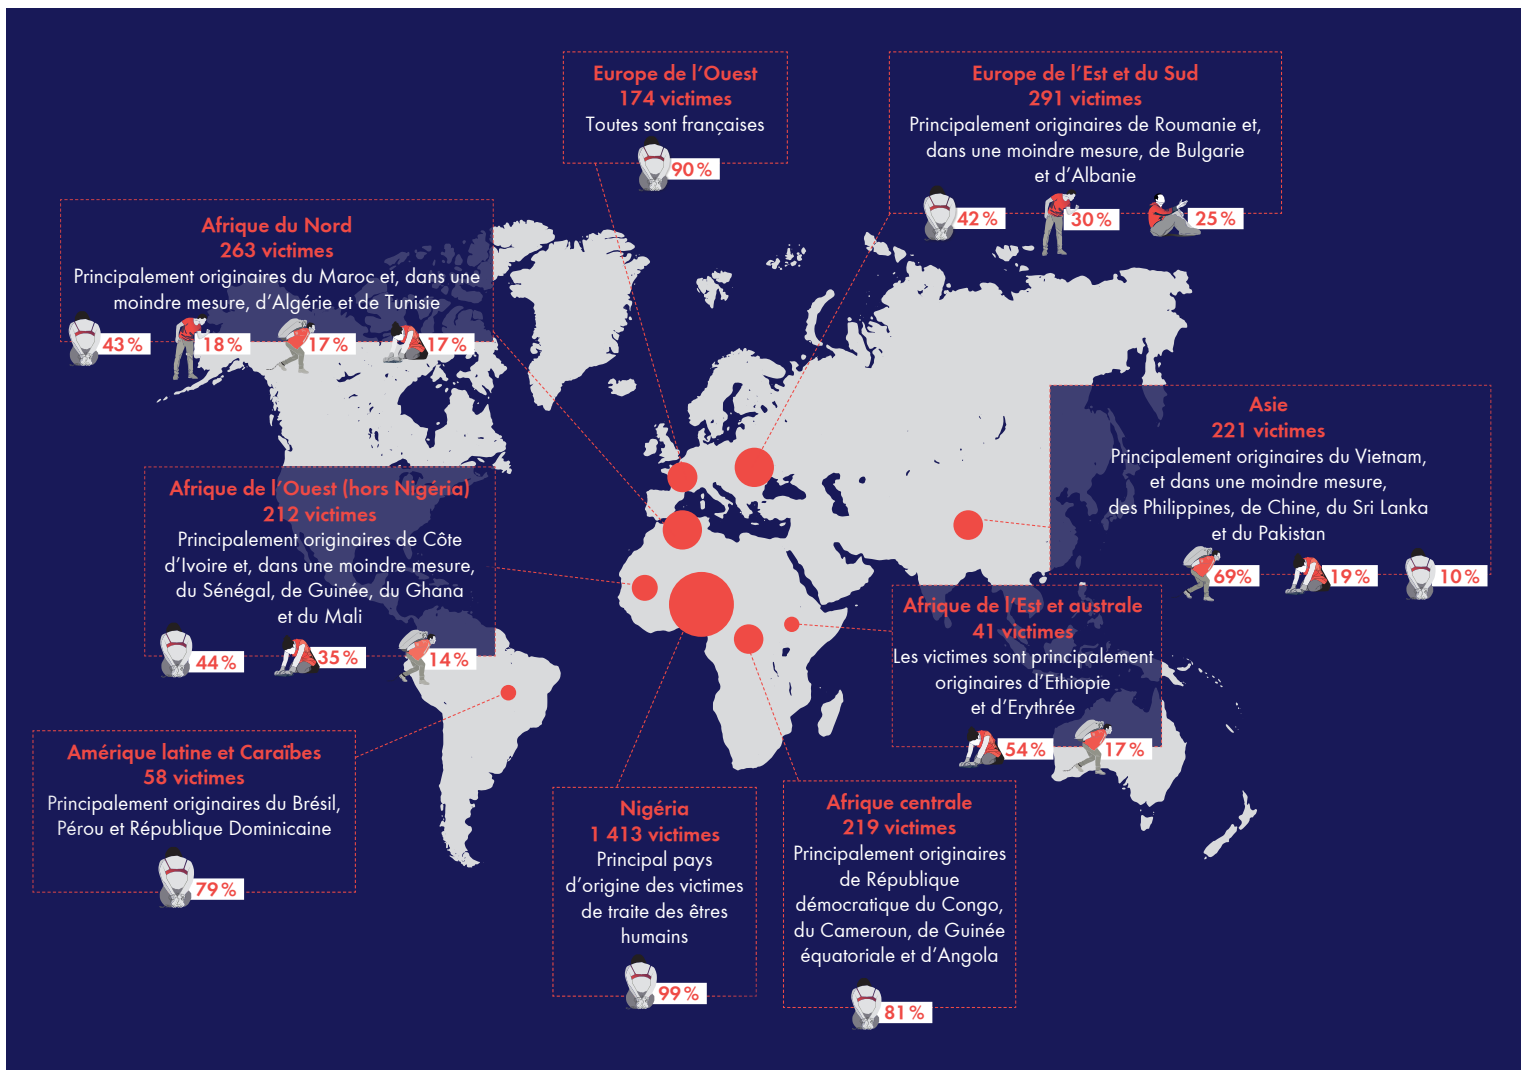 Europe de l'Ouest
174 victimes
Toutes sont françaises
90 %
Europe de l'Est et du Sud
291 victimes
Principalement originaires de Roumanie et,
dans une moindre mesure, de Bulgarie
et d'Albanie
42 %
30 %
25 %
Afrique du Nord
263 victimes
Principalement originaires du Maroc et, dans une
moindre mesure, d'Algérie et de Tunisie
43 %
18 %
17 %
17 %
Asie
221 victimes
Principalement originaires du Vietnam,
et dans une moindre mesure,
des Philippines, de Chine, du Sri Lanka
et du Pakistan
69%
19 %
10 %
Afrique de l'Ouest (hors Nigéria)
212 victimes
Principalement originaires de Côte
d'Ivoire et, dans une moindre mesure,
du Sénégal, de Guinée, du Ghana
et du Mali
44 %
35 %
14 %
Afrique de l'Est et australe
41 victimes
Les victimes sont principalement
originaires d'Ethiopie
et d'Erythrée
54 %
17 %
Amérique latine et Caraïbes
58 victimes
Principalement originaires du Brésil,
Pérou et République Dominicaine
79 %
Nigéria
1 413 victimes
Principal pays
d'origine des victimes
de traite des êtres
humains
99 %
Afrique centrale
219 victimes
Principalement originaires
de République
démocratique du Congo,
du Cameroun, de Guinée
équatoriale et d'Angola
81 %